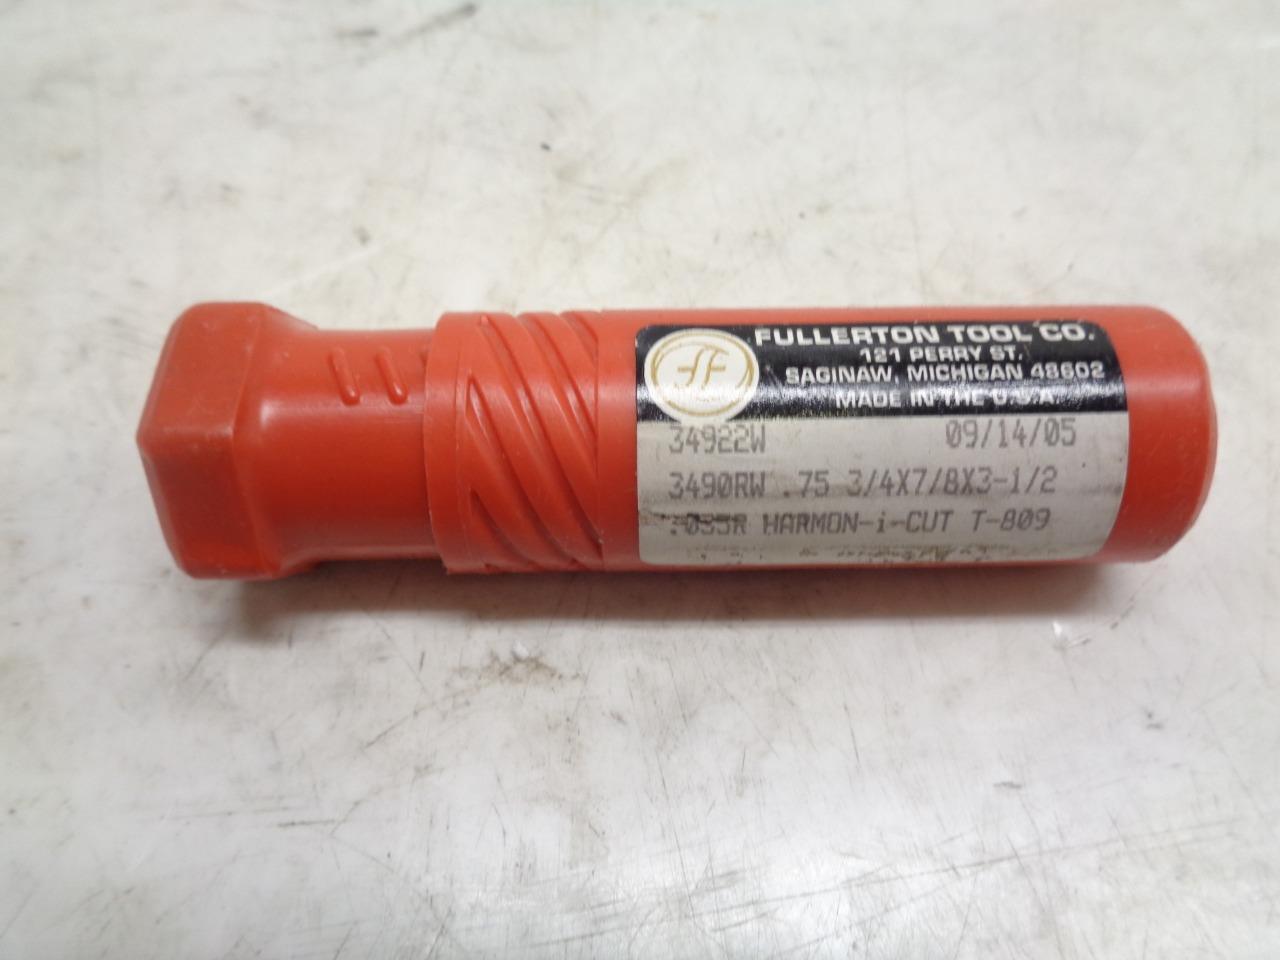 FULLERTON TOOL CO.
121 PERRY ST.
SAGINAW, MICHIGAN 48602
MADE IN THE U.S.A.
34922W 09/14/05
3490RW .75 3/4X7/8X3-1/2
.035R HARMON-i-CUT T-809